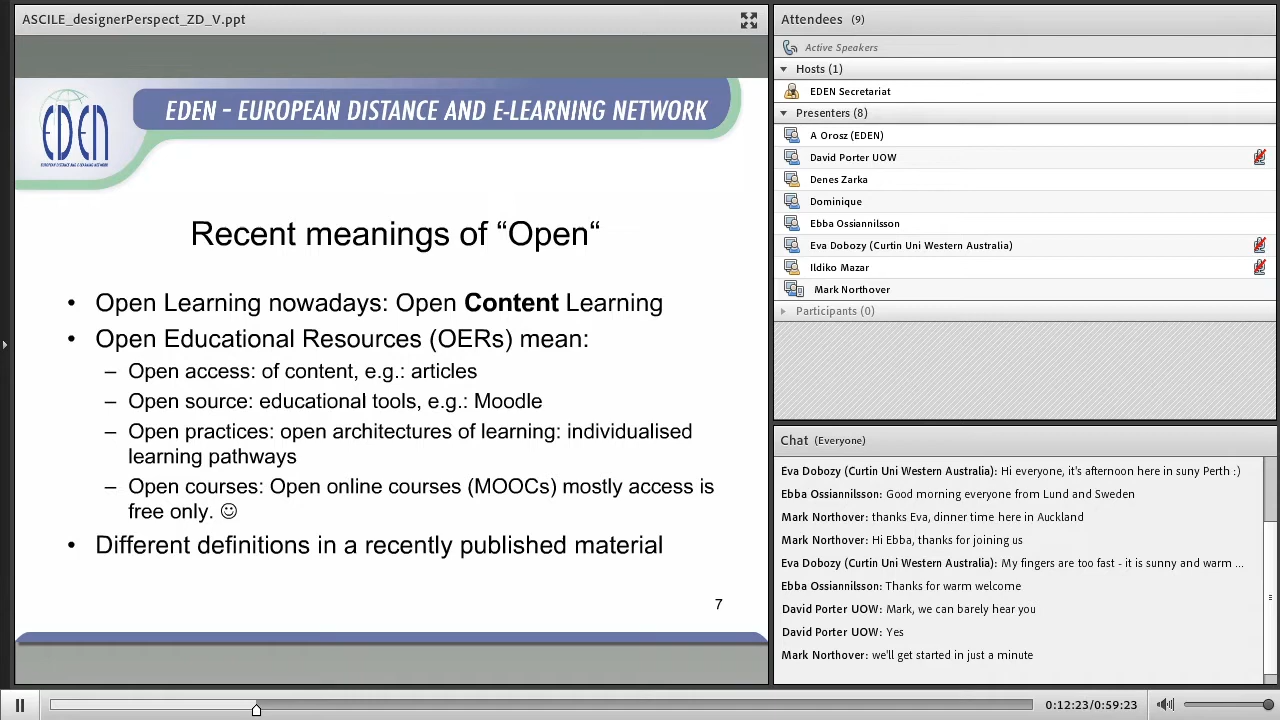 ASCILE_designerPerspect_ZD_V.ppt
EDEN
EUROPEAN DISTANCE AND E-LEARNING NETWORK
EDEN – EUROPEAN DISTANCE AND E-LEARNING NETWORK
Recent meanings of “Open“
• Open Learning nowadays: Open Content Learning
• Open Educational Resources (OERs) mean:
– Open access: of content, e.g.: articles
– Open source: educational tools, e.g.: Moodle
– Open practices: open architectures of learning: individualised
learning pathways
– Open courses: Open online courses (MOOCs) mostly access is
free only. ☺
• Different definitions in a recently published material
7
Attendees (9)
Active Speakers
Hosts (1)
EDEN Secretariat
Presenters (8)
A Orosz (EDEN)
David Porter UOW
Denes Zarka
Dominique
Ebba Ossiannilsson
Eva Dobozy (Curtin Uni Western Australia)
Ildiko Mazar
Mark Northover
Participants (0)
Chat (Everyone)
Eva Dobozy (Curtin Uni Western Australia): Hi everyone, it's afternoon here in suny Perth :)
Ebba Ossiannilsson: Good morning everyone from Lund and Sweden
Mark Northover: thanks Eva, dinner time here in Auckland
Mark Northover: Hi Ebba, thanks for joining us
Eva Dobozy (Curtin Uni Western Australia): My fingers are too fast - it is sunny and warm ...
Ebba Ossiannilsson: Thanks for warm welcome
David Porter UOW: Mark, we can barely hear you
David Porter UOW: Yes
Mark Northover: we'll get started in just a minute
0:12:23/0:59:23